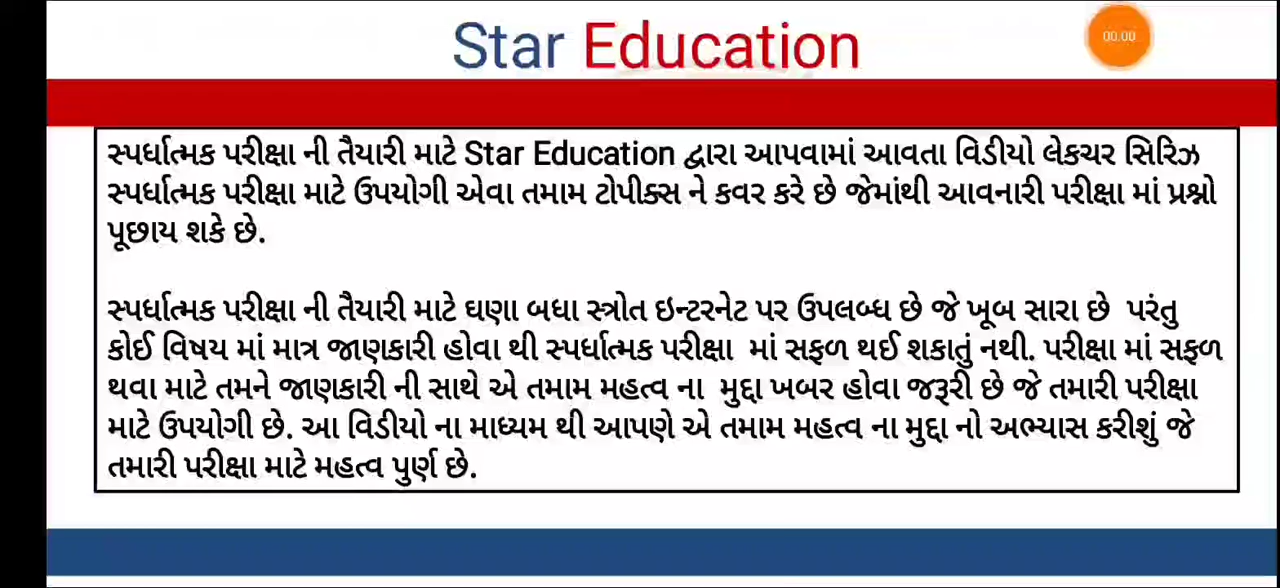 Star Education
00.00
સ્પર્ધાત્મક પરીક્ષા ની તૈયારી માટે Star Education દ્વારા આપવામાં આવતા વિડીયો લેકચર સિરિઝ
સ્પર્ધાત્મક પરીક્ષા માટે ઉપયોગી એવા તમામ ટોપીક્સ ને કવર કરે છે જેમાંથી આવનારી પરીક્ષા માં પ્રશ્નો
પૂછાય શકે છે.
સ્પર્ધાત્મક પરીક્ષા ની તૈયારી માટે ઘણા બધા સ્ત્રોત ઇન્ટરનેટ પર ઉપલબ્ધ છે જે ખૂબ સારા છે પરંતુ
કોઈ વિષય માં માત્ર જાણકારી હોવા થી સ્પર્ધાત્મક પરીક્ષા માં સફળ થઈ શકાતું નથી. પરીક્ષા માં સફળ
થવા માટે તમને જાણકારી ની સાથે એ તમામ મહત્વ ના મુદ્દા ખબર હોવા જરૂરી છે જે તમારી પરીક્ષા
માટે ઉપયોગી છે. આ વિડીયો ના માધ્યમ થી આપણે એ તમામ મહત્વ ના મુદ્દા નો અભ્યાસ કરીશું જે
તમારી પરીક્ષા માટે મહત્વ પુર્ણ છે.